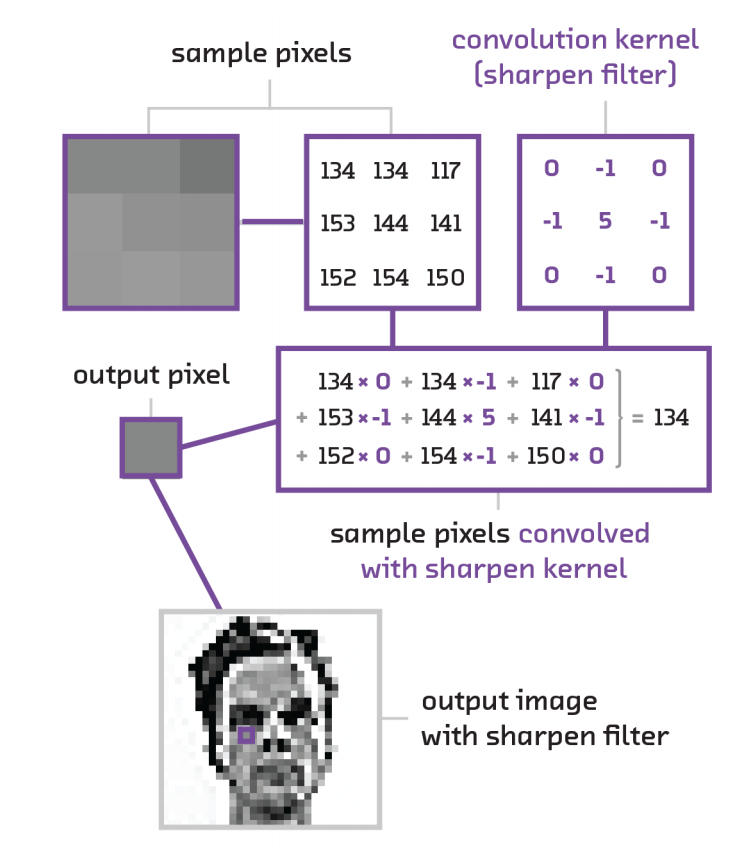 sample pixels
convolution kernel
(sharpen filter)
134 134 117
153 144 141
152 154 150
0 -1 0
-1 5 -1
0 -1 0
output pixel
134 × 0 + 134 × -1 + 117 × 0
+ 153 × -1 + 144 × 5 + 141 × -1 = 134
+ 152 × 0 + 154 × -1 + 150 × 0
sample pixels convolved
with sharpen kernel
output image
with sharpen filter